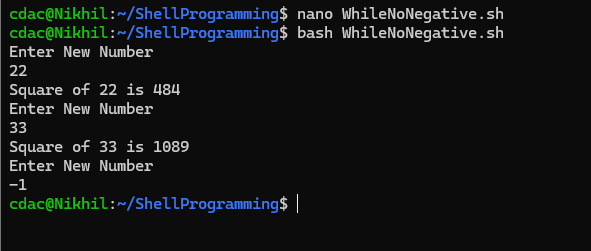 cdac@Nikhil:~/ShellProgramming$ nano WhileNoNegative.sh
cdac@Nikhil:~/ShellProgramming$ bash WhileNoNegative.sh
Enter New Number
22
Square of 22 is 484
Enter New Number
33
Square of 33 is 1089
Enter New Number
-1
cdac@Nikhil:~/ShellProgramming$